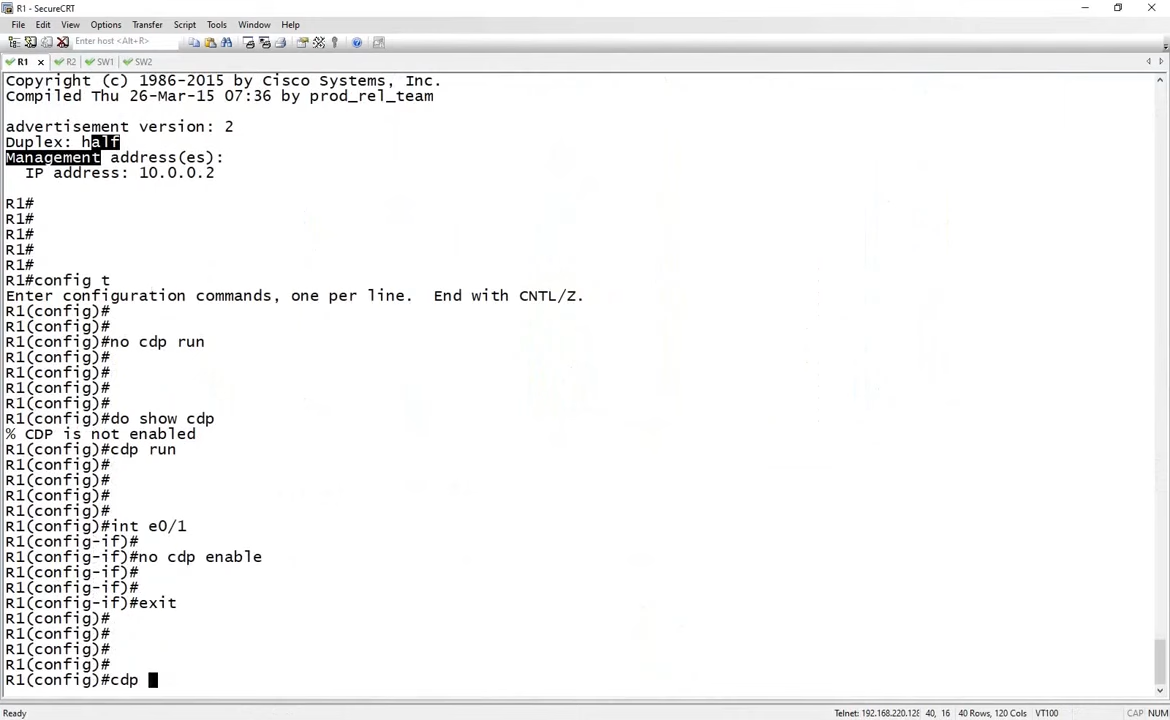 R1 - SecureCRT
File Edit View Options Transfer Script Tools Window Help
Enter host <Alt+R>
R1 R2 SW1 SW2
Copyright (c) 1986-2015 by Cisco Systems, Inc.
Compiled Thu 26-Mar-15 07:36 by prod_rel_team
advertisement version: 2
Duplex: half
Management address(es):
IP address: 10.0.0.2
R1#
R1#
R1#
R1#
R1#
R1#config t
Enter configuration commands, one per line.  End with CNTL/Z.
R1(config)#
R1(config)#
R1(config)#no cdp run
R1(config)#
R1(config)#
R1(config)#
R1(config)#
R1(config)#do show cdp
% CDP is not enabled
R1(config)#cdp run
R1(config)#
R1(config)#
R1(config)#
R1(config)#
R1(config)#int e0/1
R1(config-if)#
R1(config-if)#no cdp enable
R1(config-if)#
R1(config-if)#
R1(config-if)#exit
R1(config)#
R1(config)#
R1(config)#
R1(config)#
R1(config)#cdp
Ready Telnet: 192.168.220.128 40, 16 40 Rows, 120 Cols VT100 CAP NUM